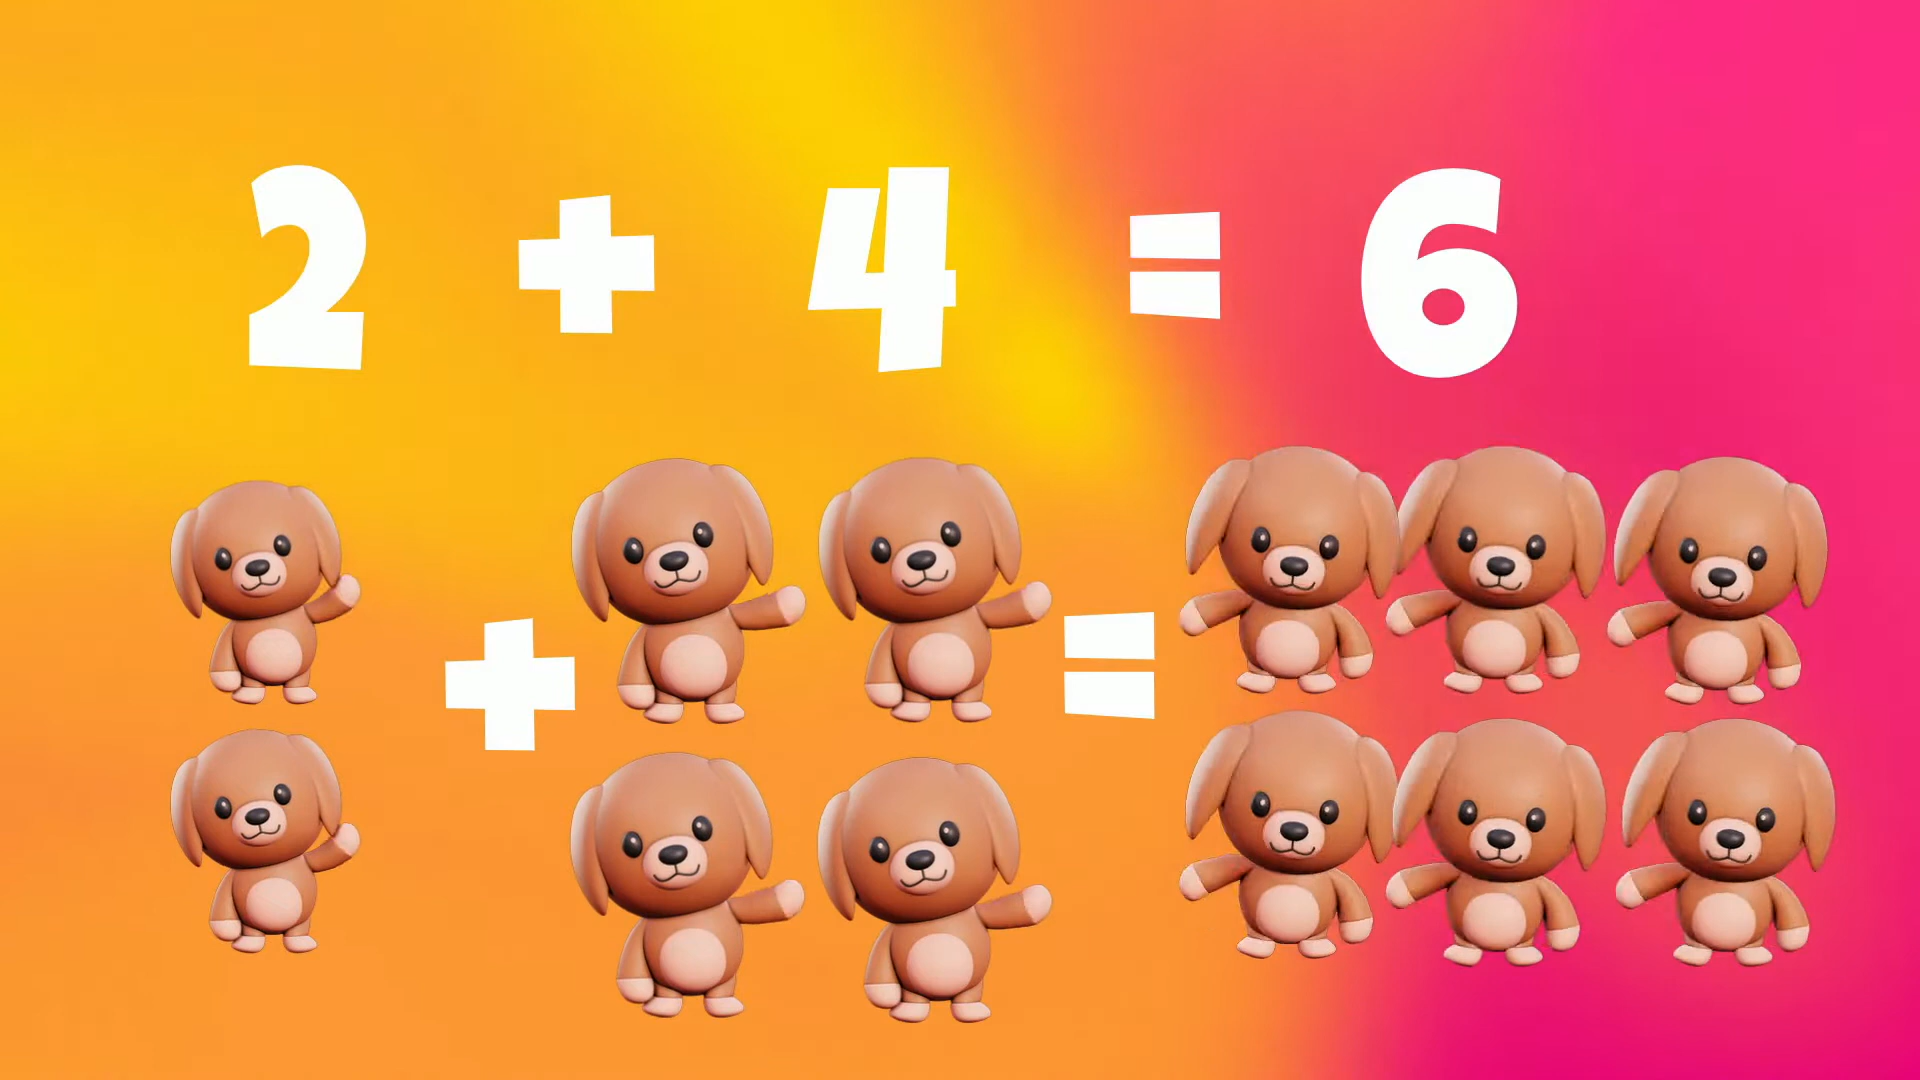 2 + 4 = 6
+ =